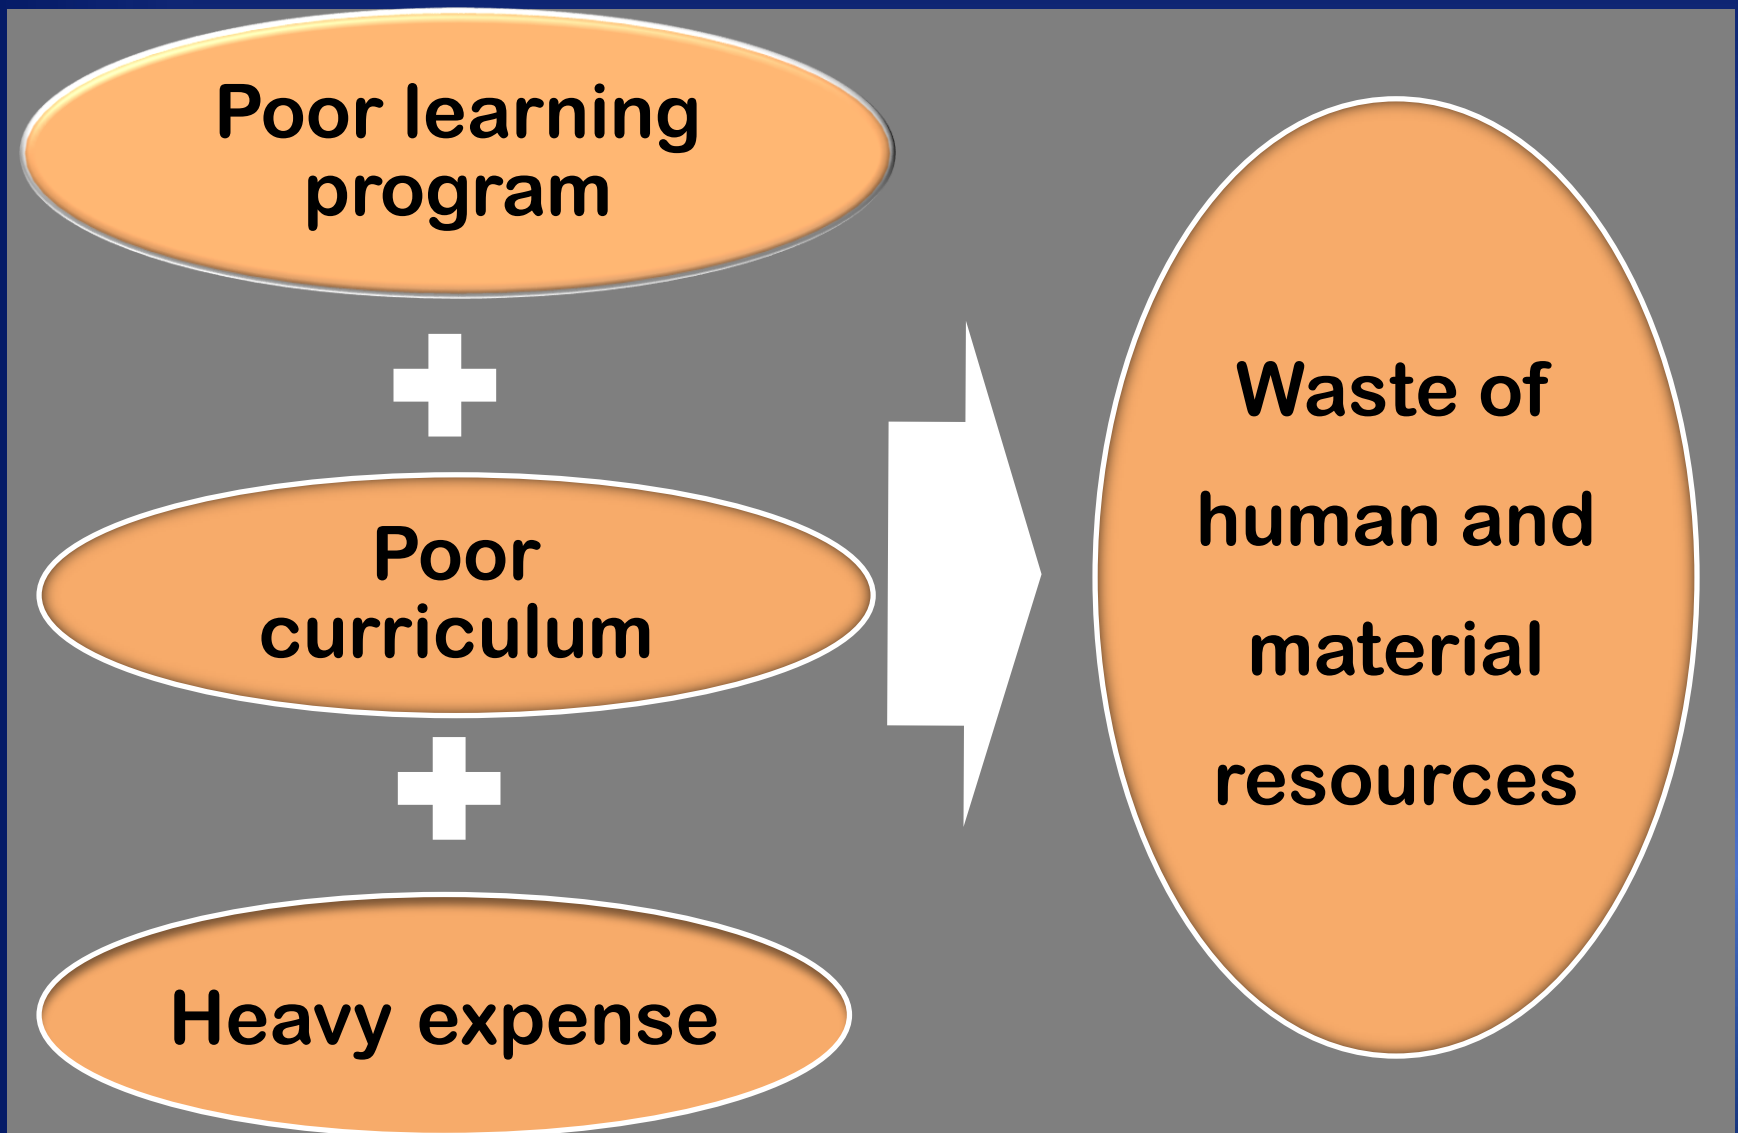 Poor learning
program
Poor
curriculum
Heavy expense
Waste of
human and
material
resources